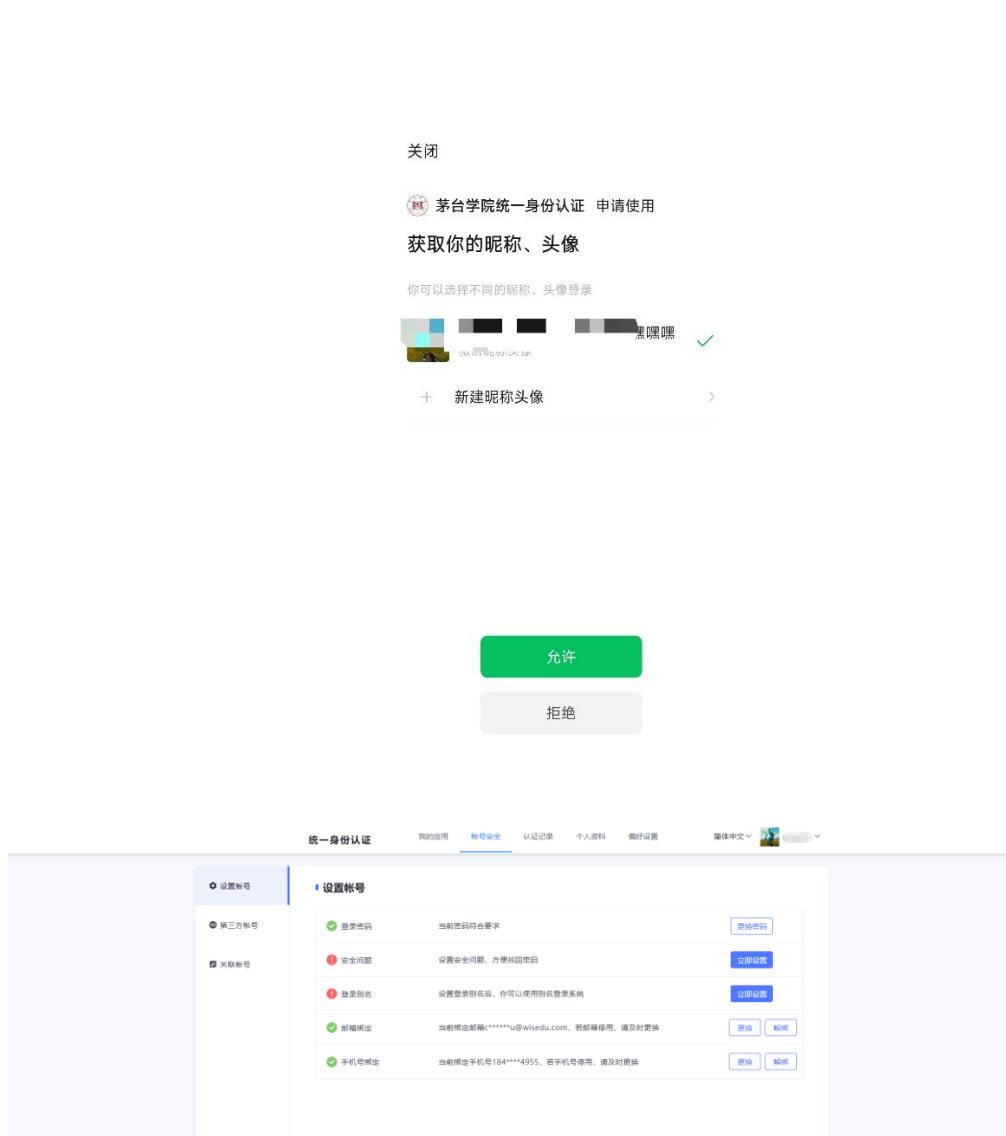 关闭
茅台学院统一身份认证 申请使用
获取你的昵称、头像
你可以选择不同的昵称、头像登录
嘿嘿
+ 新建昵称头像
允许
拒绝
统一身份认证 我的应用 帐号安全 认证记录 个人资料 偏好设置 简体中文
设置帐号
第三方帐号
关联帐号
设置帐号
登录密码 当前密码符合要求 更换密码
安全问题 设置安全问题，方便找回密码 立即设置
登录别名 设置登录别名后，你可以使用别名登录系统 立即设置
邮箱绑定 当前绑定邮箱c******u@wisedu.com，若邮箱停用，请及时更换 更换 解绑
手机号绑定 当前绑定手机号184****4955，若手机号停用，请及时更换 更换 解绑